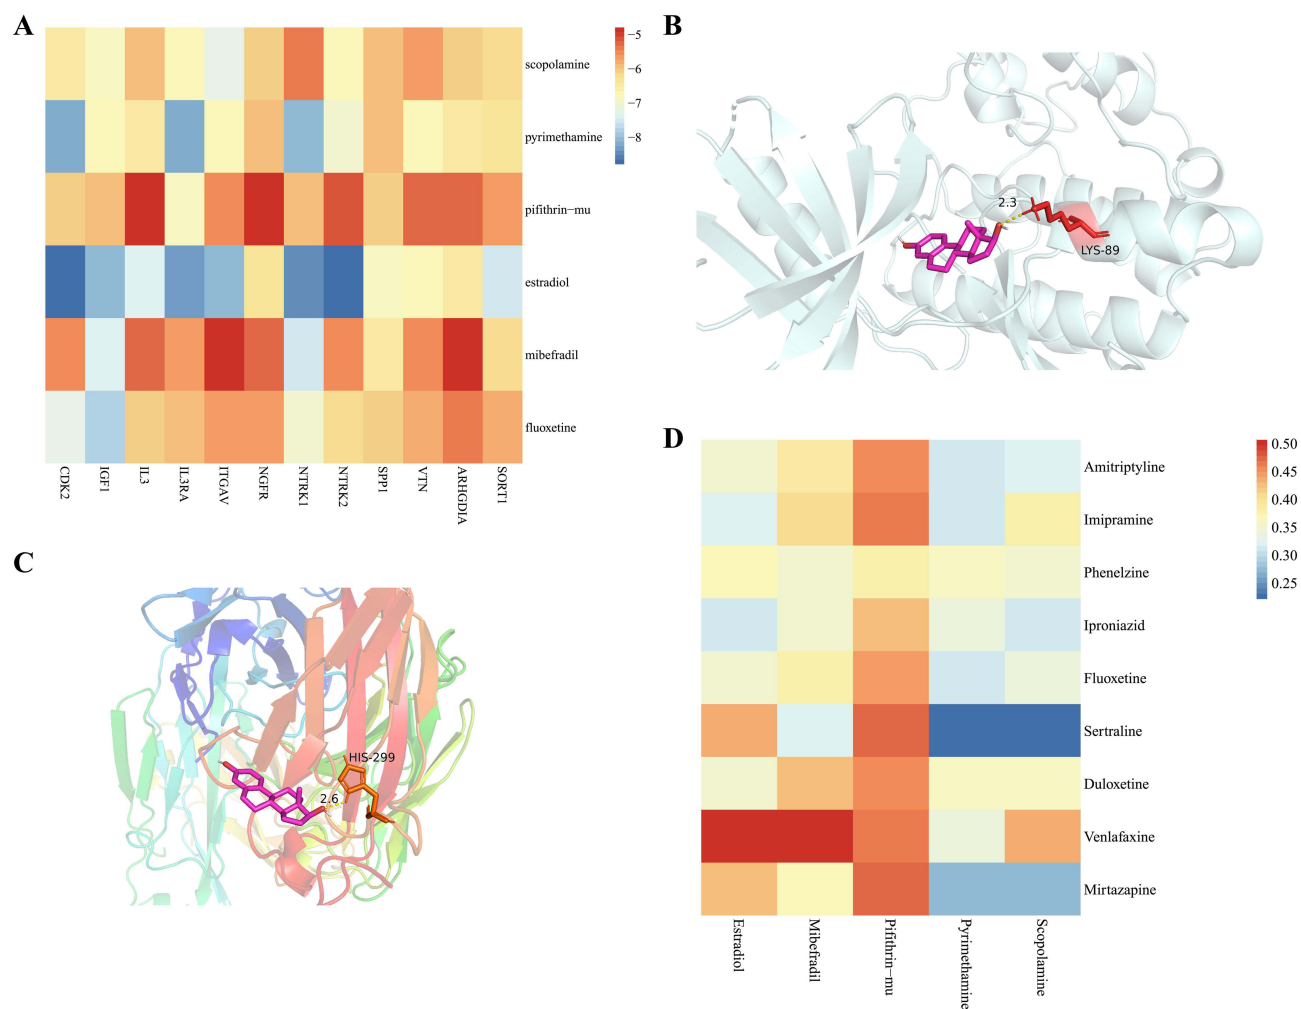 A
scopolamine
pyrimethamine
pifithrin−mu
estradiol
mibefradil
fluoxetine
−5
−6
−7
−8
CDK2
IGF1
IL3
IL3RA
ITGAV
NGFR
NTRK1
NTRK2
SPP1
VTN
ARHGDIA
SORT1
B
2.3
LYS-89
C
HIS-299
2.6
D
Amitriptyline
Imipramine
Phenelzine
Iproniazid
Fluoxetine
Sertraline
Duloxetine
Venlafaxine
Mirtazapine
0.50
0.45
0.40
0.35
0.30
0.25
Estradiol
Mibefradil
Pifithrin−mu
Pyrimethamine
Scopolamine